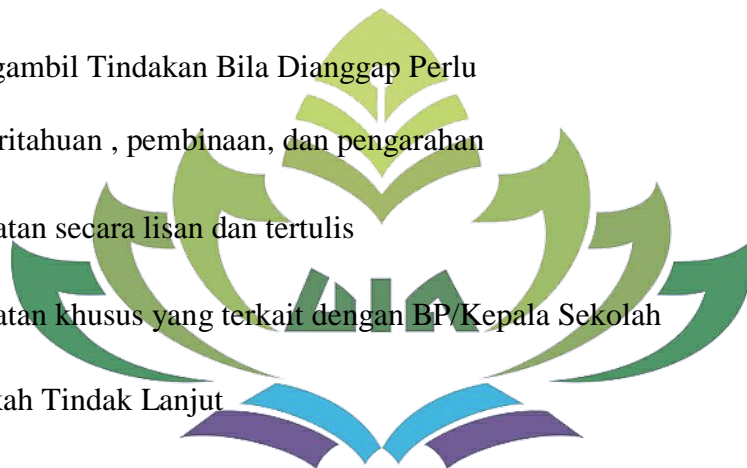 gambil Tindakan Bila Dianggap Perlu
ritahuan , pembinaan, dan pengarahan
atan secara lisan dan tertulis
atan khusus yang terkait dengan BP/Kepala Sekolah
kah Tindak Lanjut